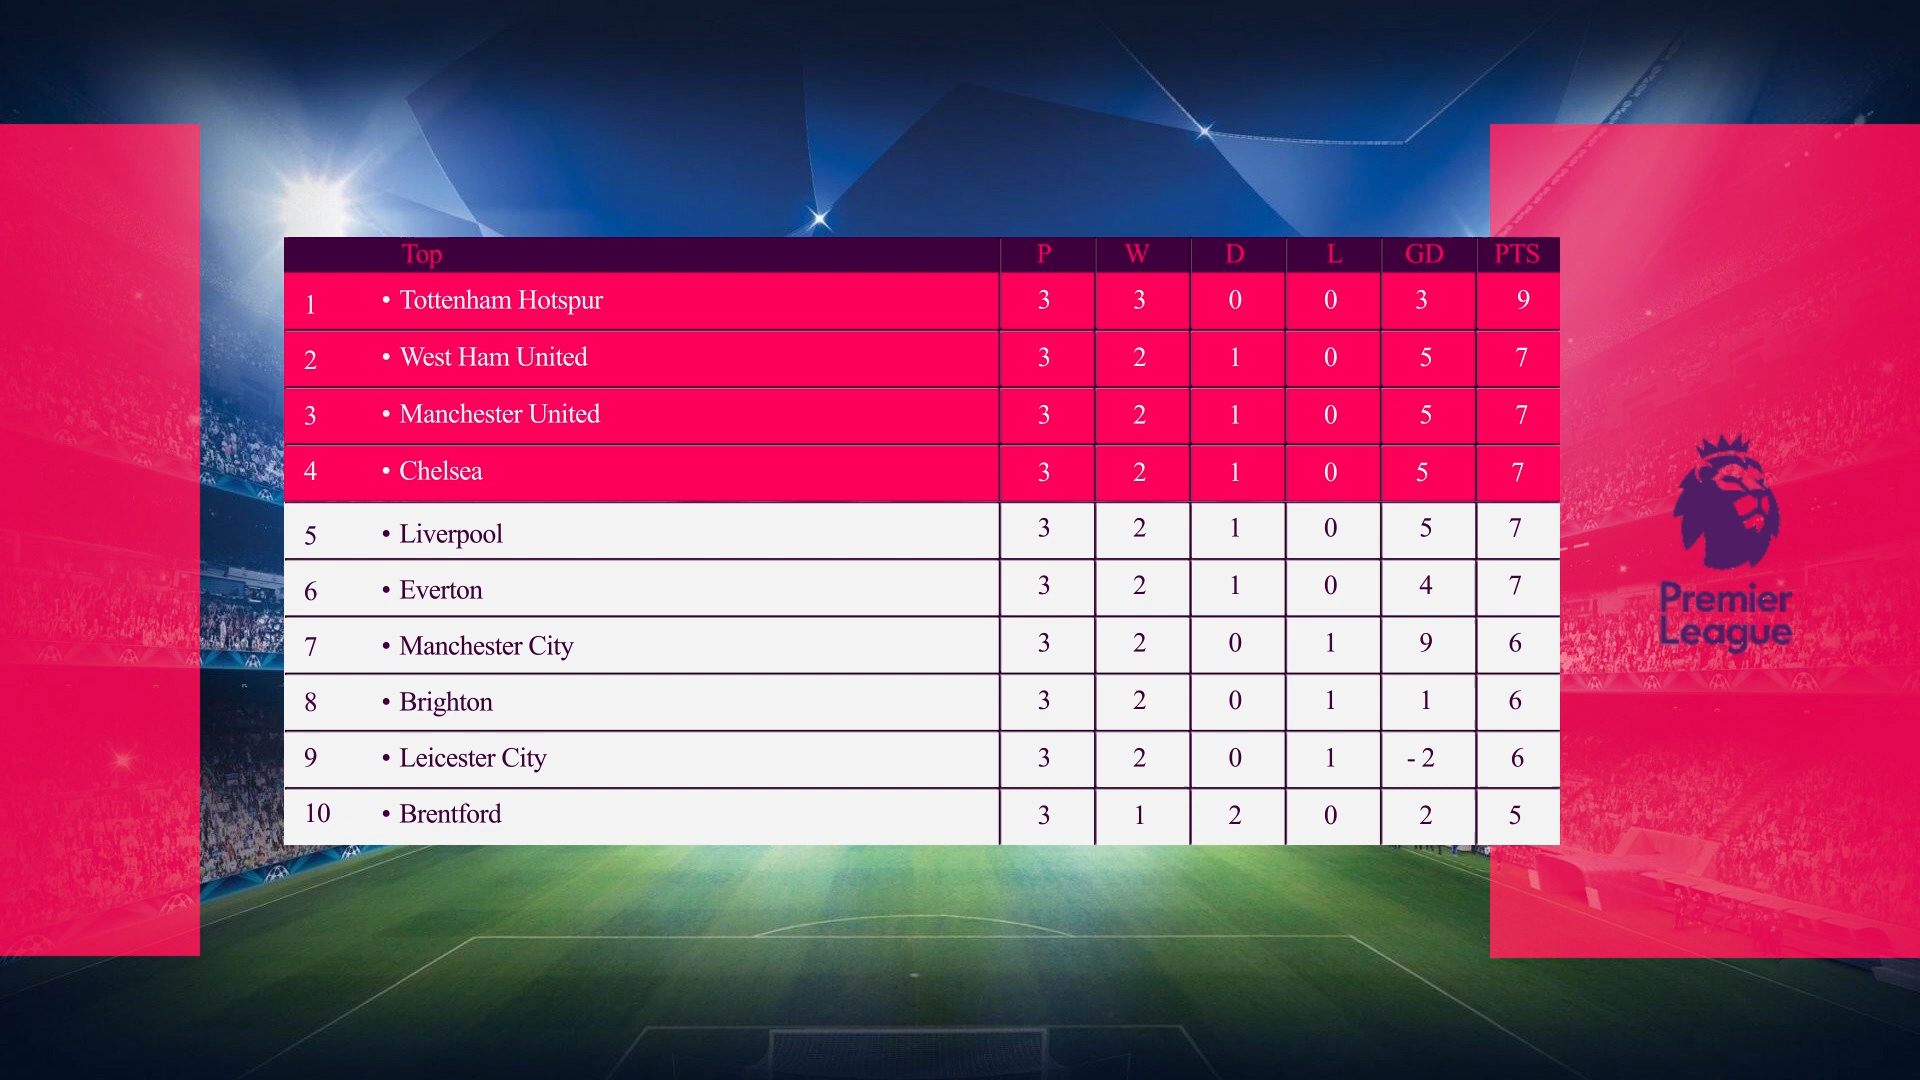 Top P W D L GD PTS
1 • Tottenham Hotspur 3 3 0 0 3 9
2 • West Ham United 3 2 1 0 5 7
3 • Manchester United 3 2 1 0 5 7
4 • Chelsea 3 2 1 0 5 7
5 • Liverpool 3 2 1 0 5 7
6 • Everton 3 2 1 0 4 7
7 • Manchester City 3 2 0 1 9 6
8 • Brighton 3 2 0 1 1 6
9 • Leicester City 3 2 0 1 - 2 6
10 • Brentford 3 1 2 0 2 5
Premier
League